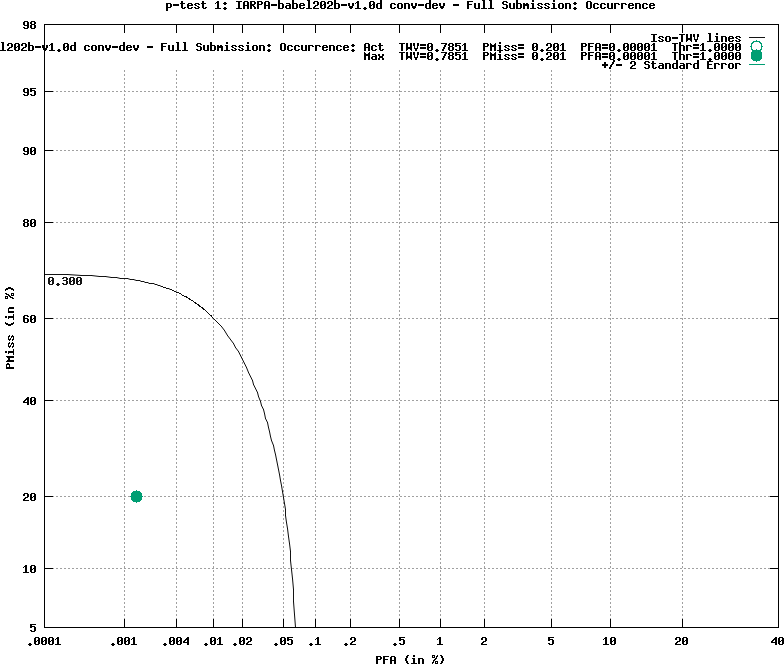 p-test 1: IARPA-babel202b-v1.0d conv-dev - Full Submission: Occurrence
Iso-TWV lines
l202b-v1.0d conv-dev - Full Submission: Occurrence: Act TWV=0.7851 PMiss= 0.201 PFA=0.00001 Thr=1.0000
Max TWV=0.7851 PMiss= 0.201 PFA=0.00001 Thr=1.0000
+/- 2 Standard Error
98
95
90
80
60
40
20
10
5
0.300
PMiss (in %)
.0001 .001 .004 .01 .02 .05 .1 .2 .5 1 2 5 10 20 40
PFA (in %)